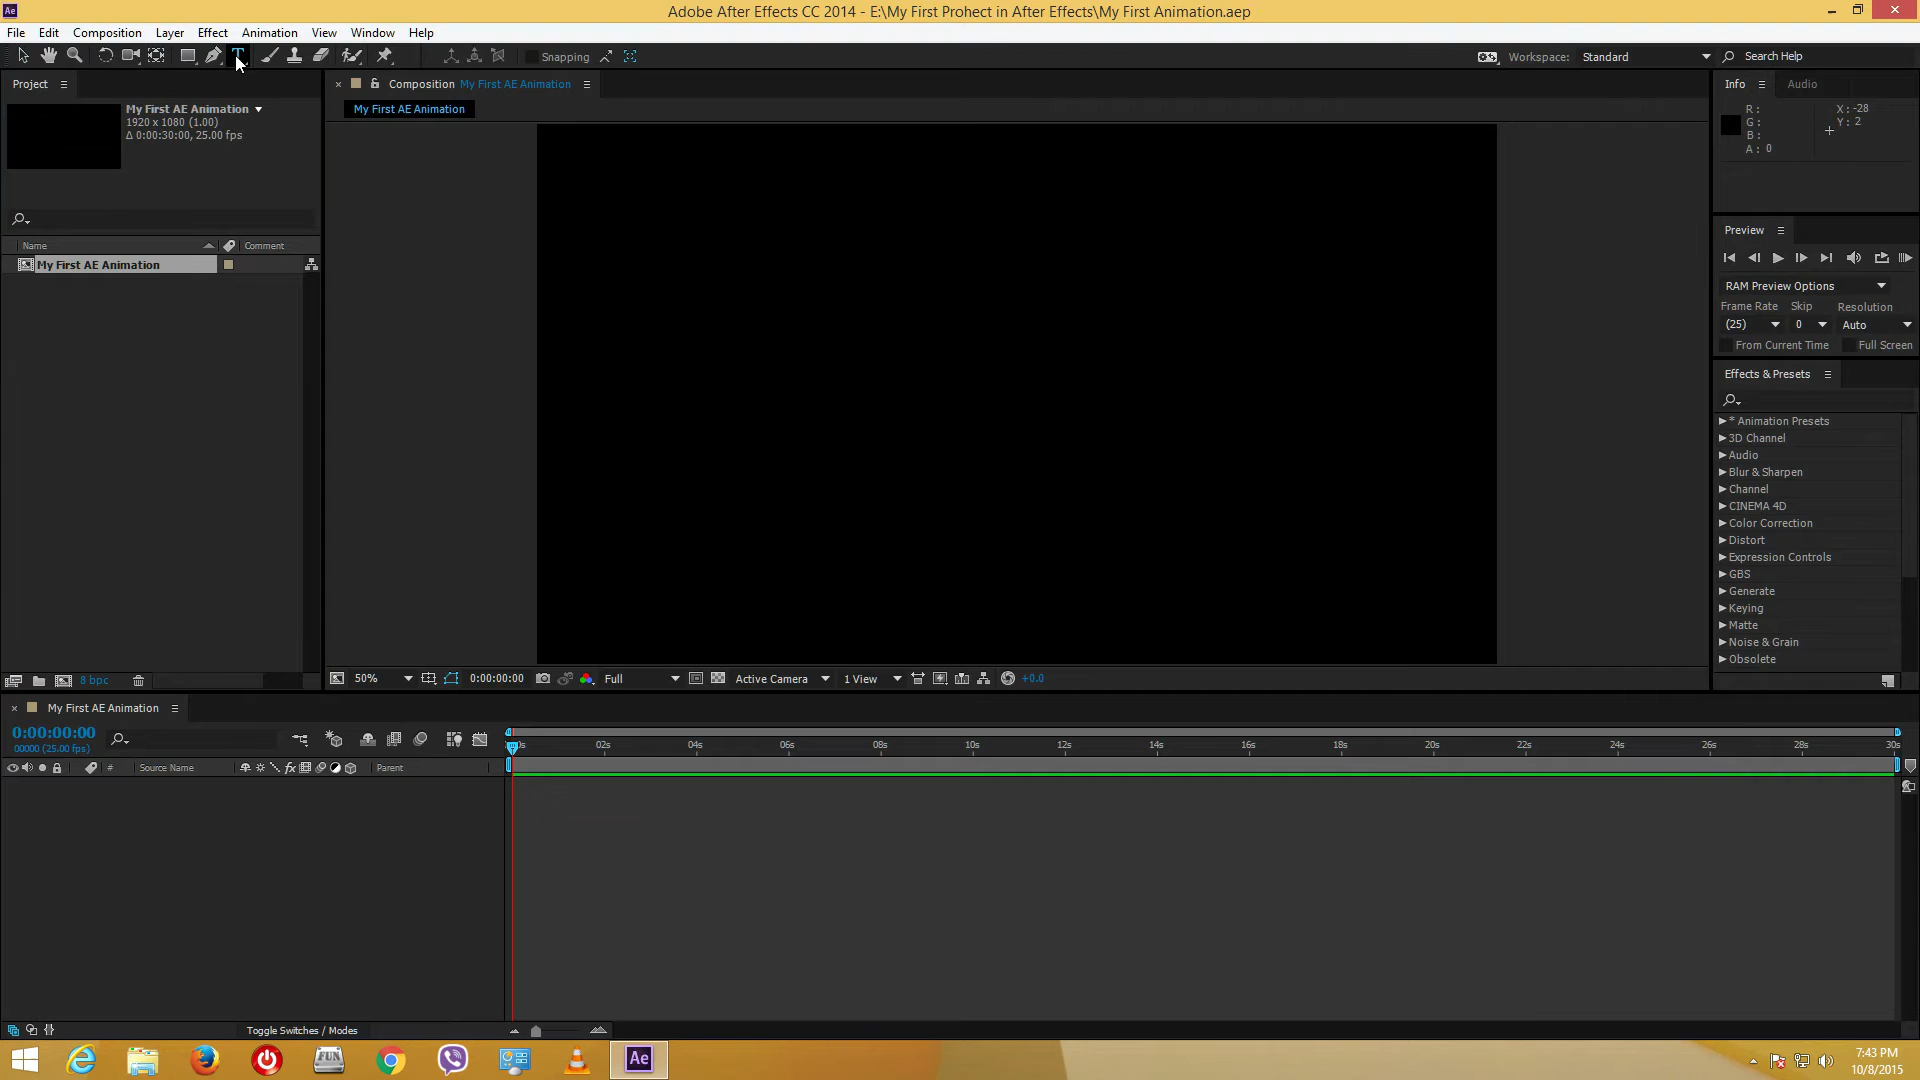 Ae Adobe After Effects CC 2014 - E:\My First Prohect in After Effects\My First Animation.aep
File Edit Composition Layer Effect Animation View Window Help
T Snapping Workspace: Standard Search Help
Project
My First AE Animation
1920 x 1080 (1.00)
Δ 0:00:30:00, 25.00 fps
Name Comment
My First AE Animation
8 bpc
Composition My First AE Animation
My First AE Animation
50% 0:00:00:00 Full Active Camera 1 View +0.0
Info Audio
R: X: -28
G: Y: 2
B:
A: 0
Preview
RAM Preview Options
Frame Rate Skip Resolution
(25) 0 Auto
From Current Time Full Screen
Effects & Presets
* Animation Presets
3D Channel
Audio
Blur & Sharpen
Channel
CINEMA 4D
Color Correction
Distort
Expression Controls
GBS
Generate
Keying
Matte
Noise & Grain
Obsolete
My First AE Animation
0:00:00:00
00000 (25.00 fps)
# Source Name fx Parent
0s 02s 04s 06s 08s 10s 12s 14s 16s 18s 20s 22s 24s 26s 28s 30s
Toggle Switches / Modes
FUN
Ae
7:43 PM
10/8/2015